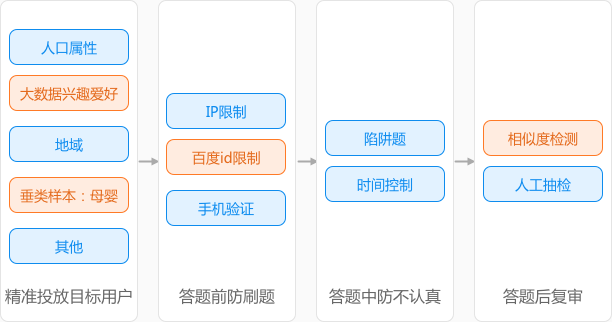 人口属性
大数据兴趣爱好
地域
垂类样本：母婴
其他
精准投放目标用户
IP限制
百度id限制
手机验证
答题前防刷题
陷阱题
时间控制
答题中防不认真
相似度检测
人工抽检
答题后复审